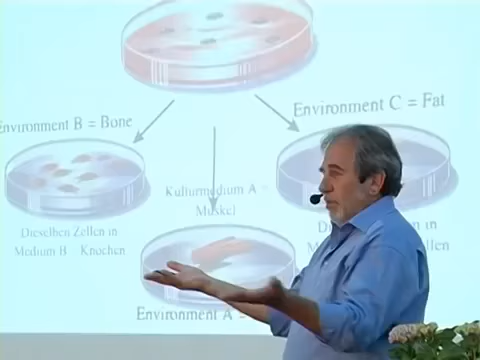 Environment B = Bone
Environment C = Fat
Kulturmedium A =
Muskel
Dieselben Zellen in
Medium B Knochen
Environment A =